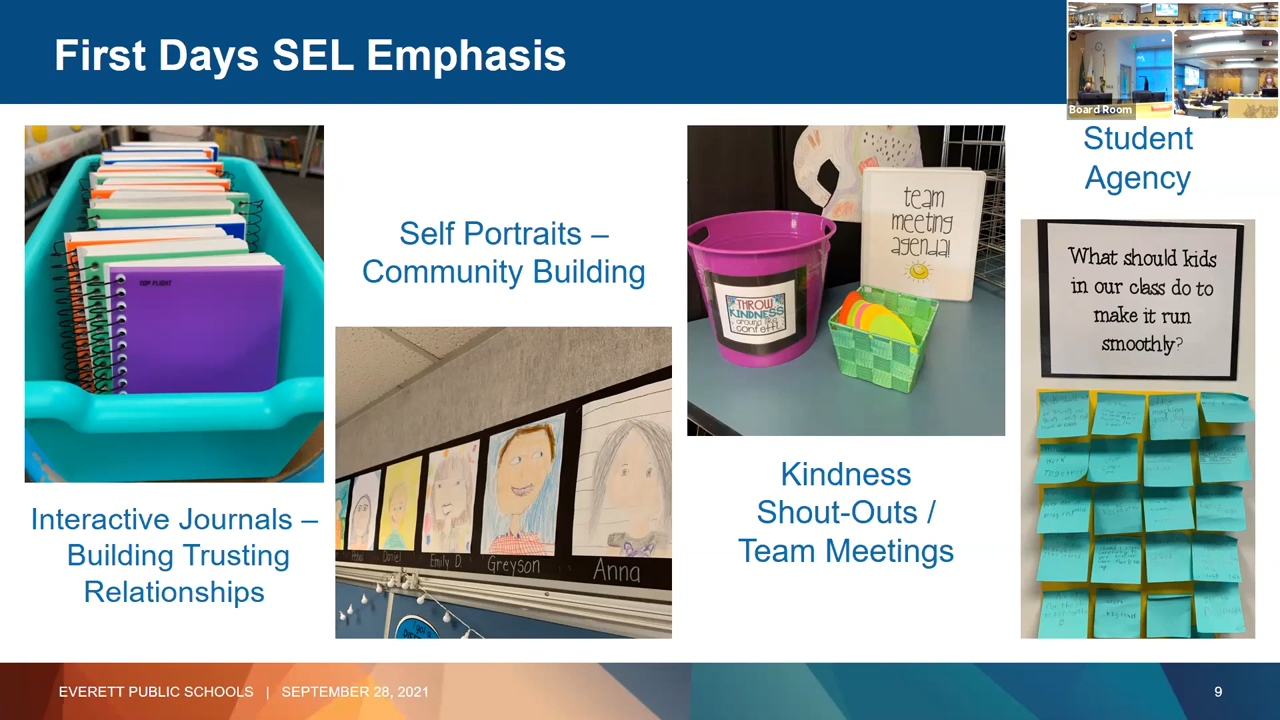 First Days SEL Emphasis
Board Room
TOP FLIGHT
Interactive Journals –
Building Trusting
Relationships
Self Portraits –
Community Building
Daniel
Emily D
Greyson
Anna
team
meeting
agenda!
THROW
KINDNESS
around like
confetti
Kindness
Shout-Outs /
Team Meetings
Student
Agency
What should kids
in our class do to
make it run
smoothly?
EVERETT PUBLIC SCHOOLS | SEPTEMBER 28, 2021
9